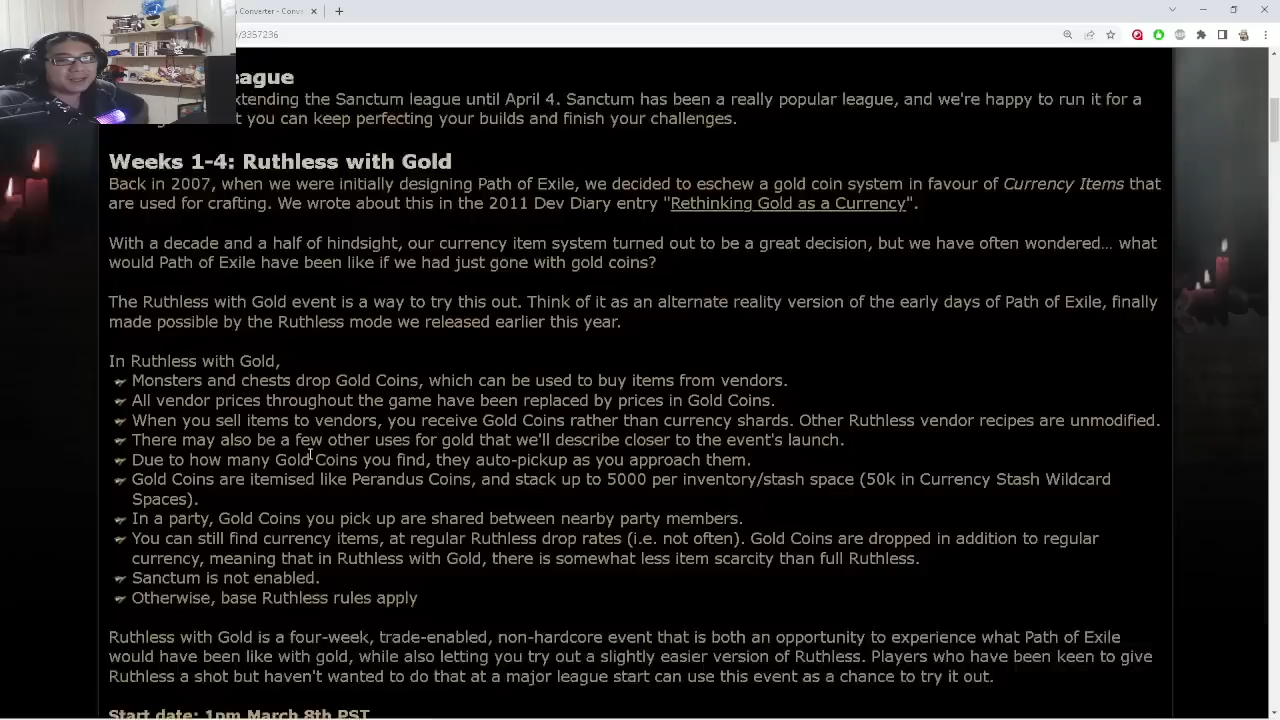 Converter - Conv
/3357236
eague
xtending the Sanctum league until April 4. Sanctum has been a really popular league, and we're happy to run it for a
t you can keep perfecting your builds and finish your challenges.
Weeks 1-4: Ruthless with Gold
Back in 2007, when we were initially designing Path of Exile, we decided to eschew a gold coin system in favour of Currency Items that
are used for crafting. We wrote about this in the 2011 Dev Diary entry "Rethinking Gold as a Currency".
With a decade and a half of hindsight, our currency item system turned out to be a great decision, but we have often wondered... what
would Path of Exile have been like if we had just gone with gold coins?
The Ruthless with Gold event is a way to try this out. Think of it as an alternate reality version of the early days of Path of Exile, finally
made possible by the Ruthless mode we released earlier this year.
In Ruthless with Gold,
Monsters and chests drop Gold Coins, which can be used to buy items from vendors.
All vendor prices throughout the game have been replaced by prices in Gold Coins.
When you sell items to vendors, you receive Gold Coins rather than currency shards. Other Ruthless vendor recipes are unmodified.
There may also be a few other uses for gold that we'll describe closer to the event's launch.
Due to how many Gold Coins you find, they auto-pickup as you approach them.
Gold Coins are itemised like Perandus Coins, and stack up to 5000 per inventory/stash space (50k in Currency Stash Wildcard
Spaces).
In a party, Gold Coins you pick up are shared between nearby party members.
You can still find currency items, at regular Ruthless drop rates (i.e. not often). Gold Coins are dropped in addition to regular
currency, meaning that in Ruthless with Gold, there is somewhat less item scarcity than full Ruthless.
Sanctum is not enabled.
Otherwise, base Ruthless rules apply
Ruthless with Gold is a four-week, trade-enabled, non-hardcore event that is both an opportunity to experience what Path of Exile
would have been like with gold, while also letting you try out a slightly easier version of Ruthless. Players who have been keen to give
Ruthless a shot but haven't wanted to do that at a major league start can use this event as a chance to try it out.
Start date: 1pm March 8th PST